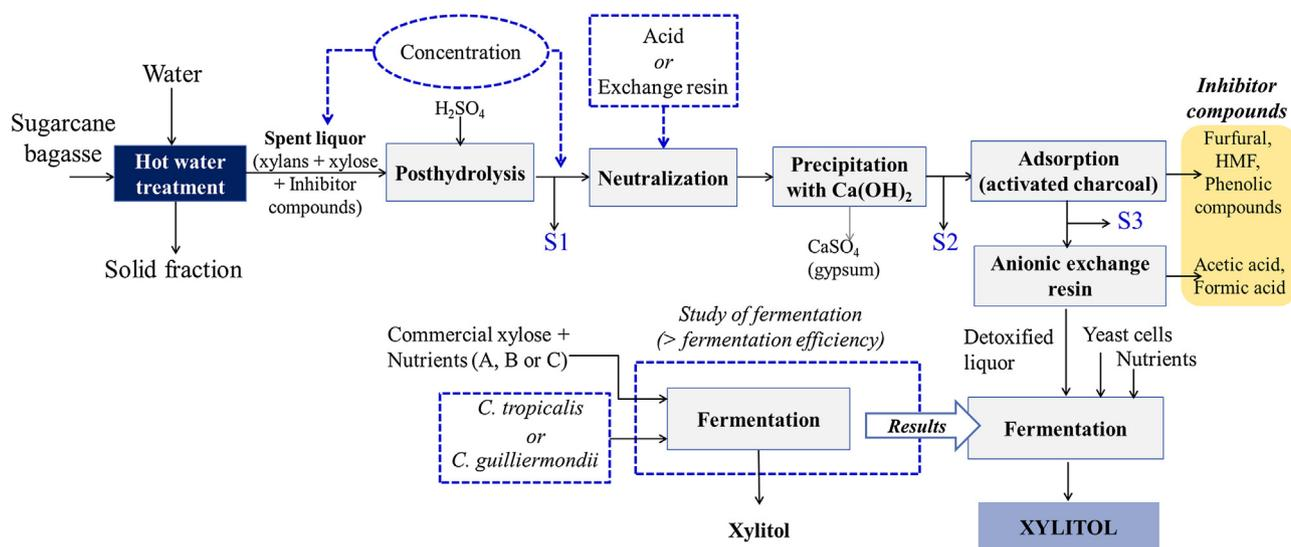 Concentration
Acid
or
Exchange resin
Water
H₂SO₄
Inhibitor
compounds
Sugarcane
bagasse
Hot water
treatment
Spent liquor
(xylans + xylose
+ Inhibitor
compounds)
Posthydrolysis
Neutralization
Precipitation
with Ca(OH)₂
Adsorption
(activated charcoal)
Furfural,
HMF,
Phenolic
compounds
S1
S2
S3
Solid fraction
CaSO₄
(gypsum)
Anionic exchange
resin
Acetic acid,
Formic acid
Study of fermentation
(> fermentation efficiency)
Commercial xylose +
Nutrients (A, B or C)
Detoxified
liquor
Yeast cells
Nutrients
C. tropicalis
or
C. guilliermondii
Fermentation
Results
Fermentation
Xylitol
XYLITOL